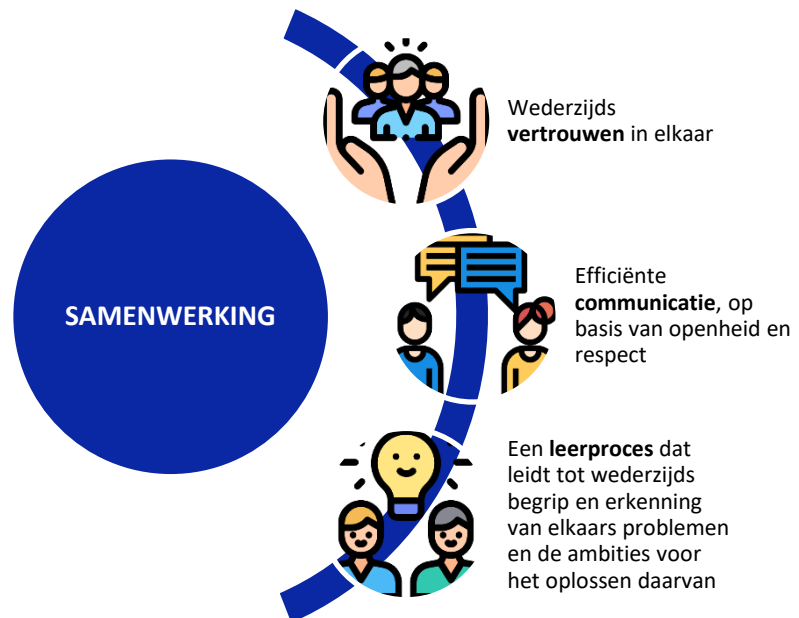 Wederzijds
vertrouwen in elkaar
SAMENWERKING
Efficiënte
communicatie, op
basis van openheid en
respect
Een leerproces dat
leidt tot wederzijds
begrip en erkenning
van elkaars problemen
en de ambities voor
het oplossen daarvan